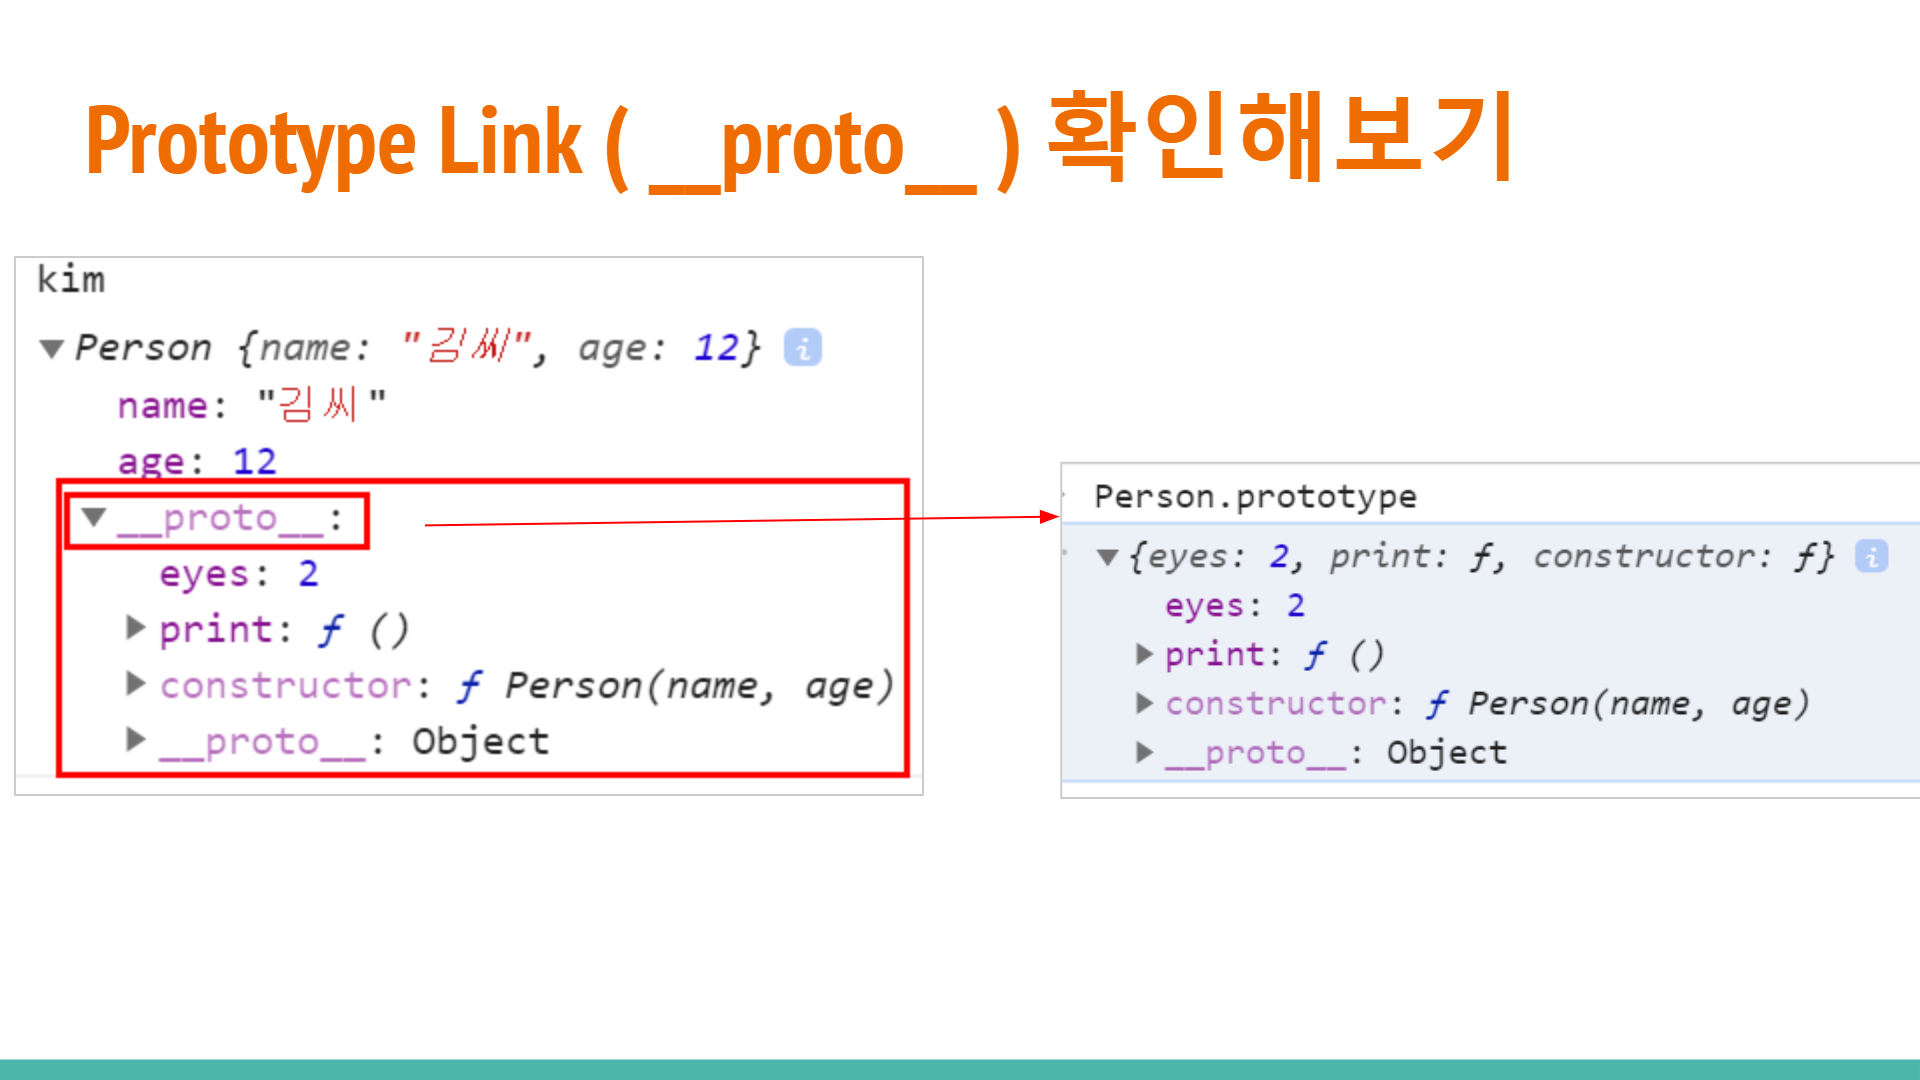 Prototype Link ( __proto__ ) 확인해보기
kim
▼Person {name: "김씨", age: 12} i
name: "김씨"
age: 12
▼__proto__:
eyes: 2
▶print: ƒ ()
▶constructor: ƒ Person(name, age)
▶__proto__: Object
Person.prototype
▼{eyes: 2, print: ƒ, constructor: ƒ} i
eyes: 2
▶print: ƒ ()
▶constructor: ƒ Person(name, age)
▶__proto__: Object